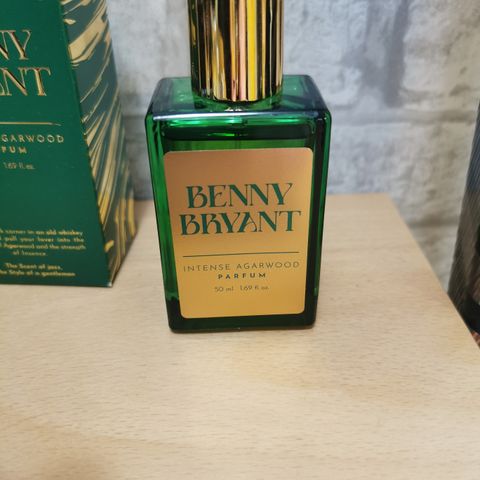 NY
ANT
AGARWOOD
FUM
1.69 fl. oz.
corner in an old whiskey
pull your lover into the
Agarwood and the strength
of Incense.
The Scent of jazz,
The Style of a gentleman
BENNY
BRYANT
INTENSE AGARWOOD
PARFUM
50 ml 1.69 fl. oz.